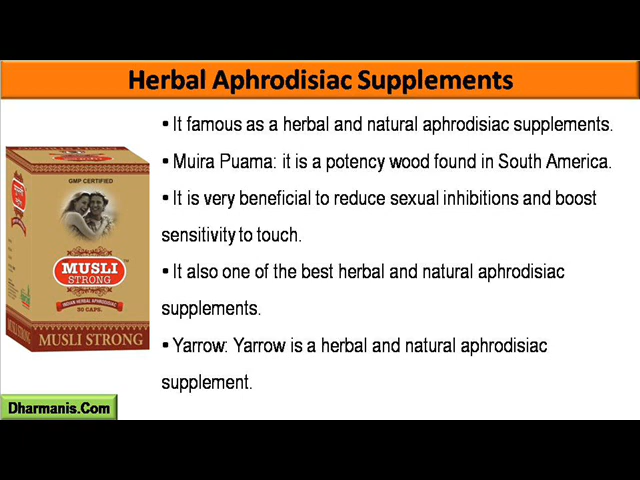 Herbal Aphrodisiac Supplements
• It famous as a herbal and natural aphrodisiac supplements.
• Muira Puama: it is a potency wood found in South America.
• It is very beneficial to reduce sexual inhibitions and boost
sensitivity to touch.
• It also one of the best herbal and natural aphrodisiac
supplements.
• Yarrow: Yarrow is a herbal and natural aphrodisiac
supplement.
GMP CERTIFIED
MUSLI
STRONG
INDIAN HERBAL APHRODISIAC
30 CAPS.
MUSLI STRONG
Dharmanis.Com